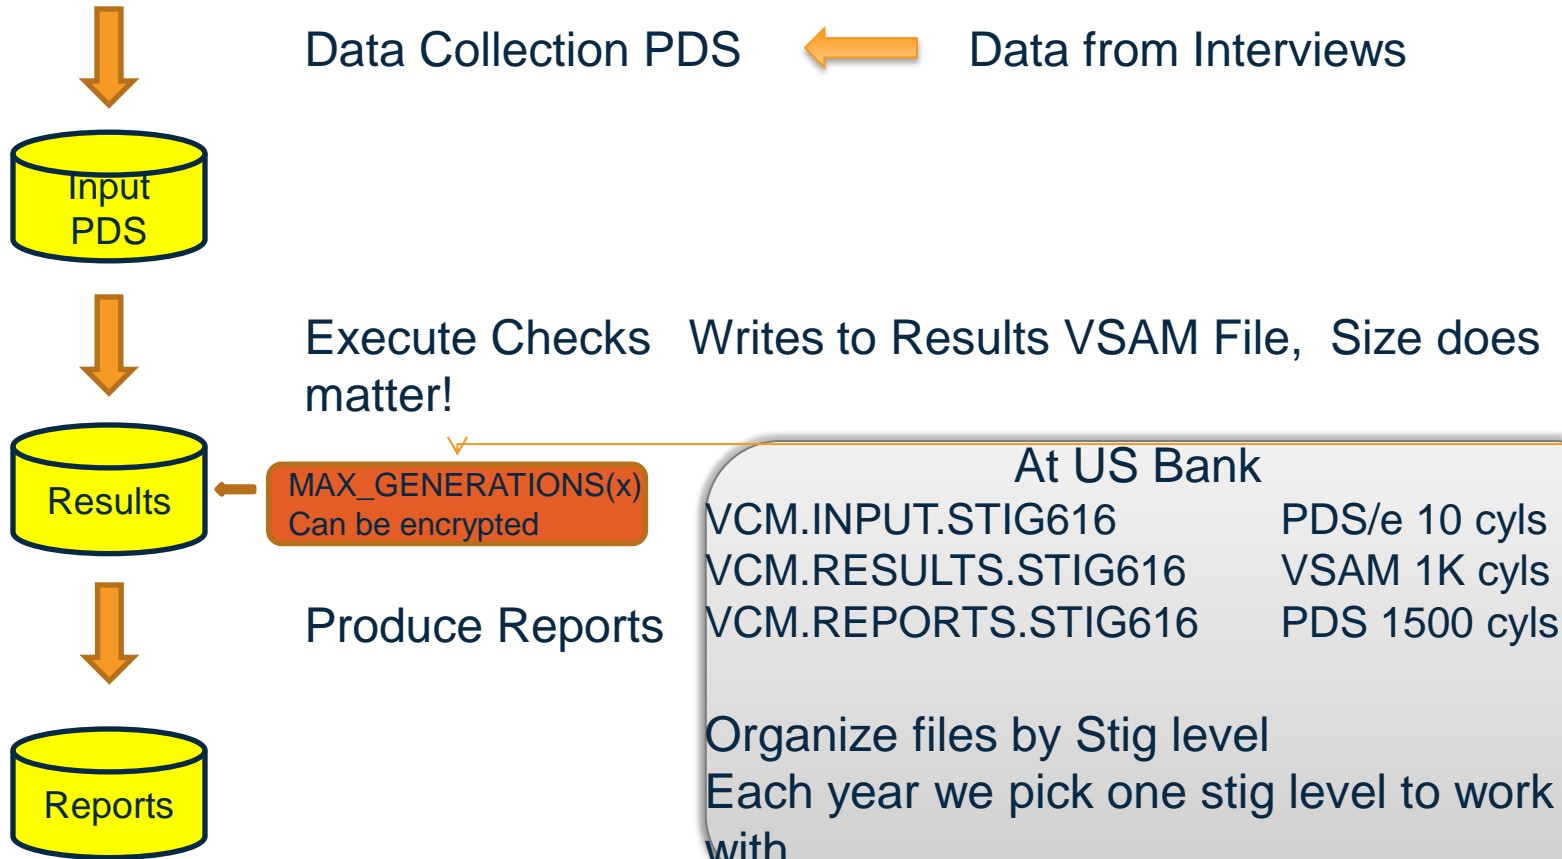 Data Collection PDS
Data from Interviews
Input
PDS
Execute Checks Writes to Results VSAM File, Size does
matter!
Results
MAX_GENERATIONS(x)
Can be encrypted
Produce Reports
At US Bank
VCM.INPUT.STIG616 PDS/e 10 cyls
VCM.RESULTS.STIG616 VSAM 1K cyls
VCM.REPORTS.STIG616 PDS 1500 cyls
Organize files by Stig level
Each year we pick one stig level to work
with
Reports